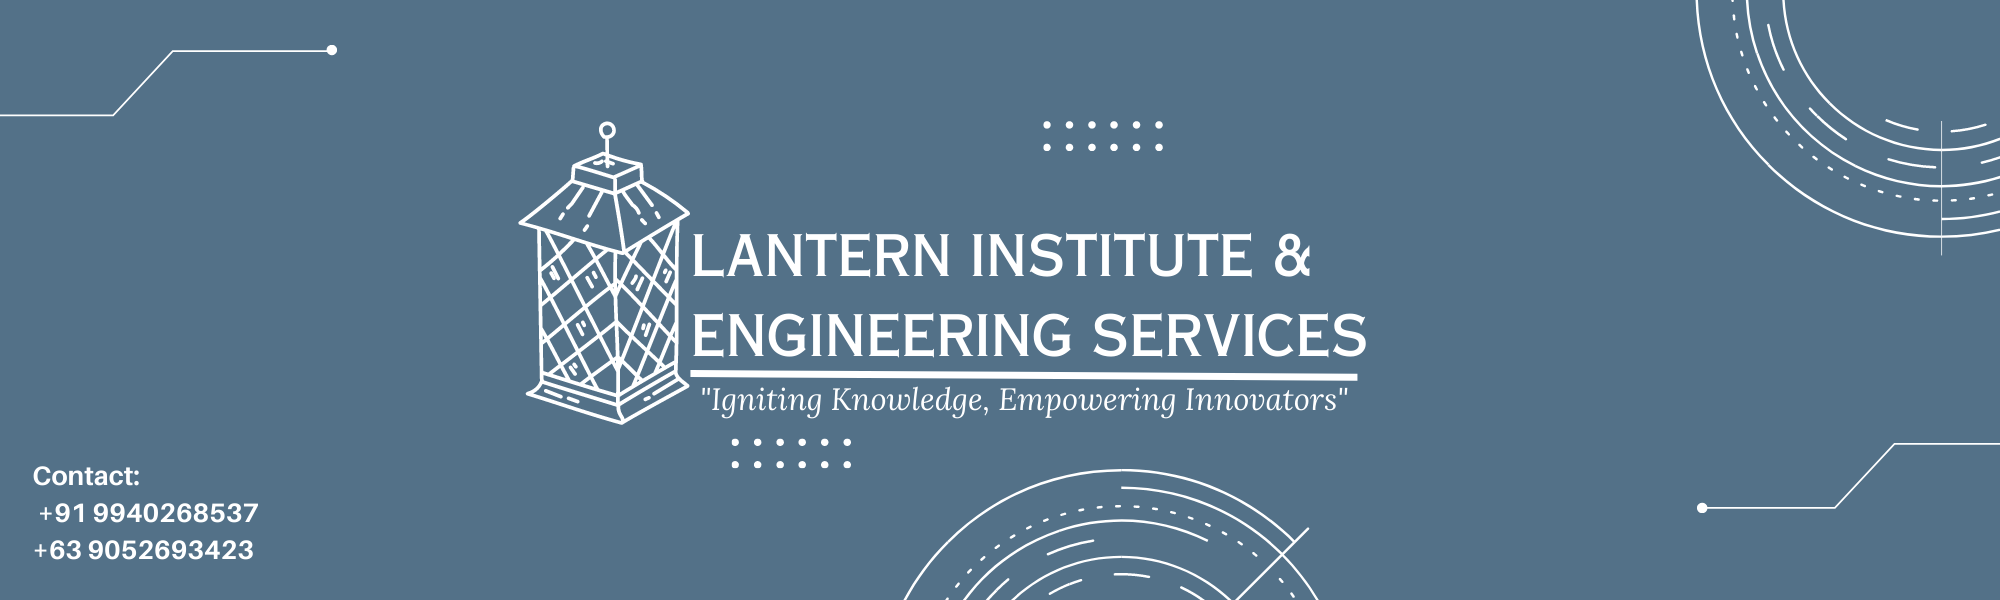 LANTERN INSTITUTE &
ENGINEERING SERVICES
"Igniting Knowledge, Empowering Innovators"
Contact:
+91 9940268537
+63 9052693423